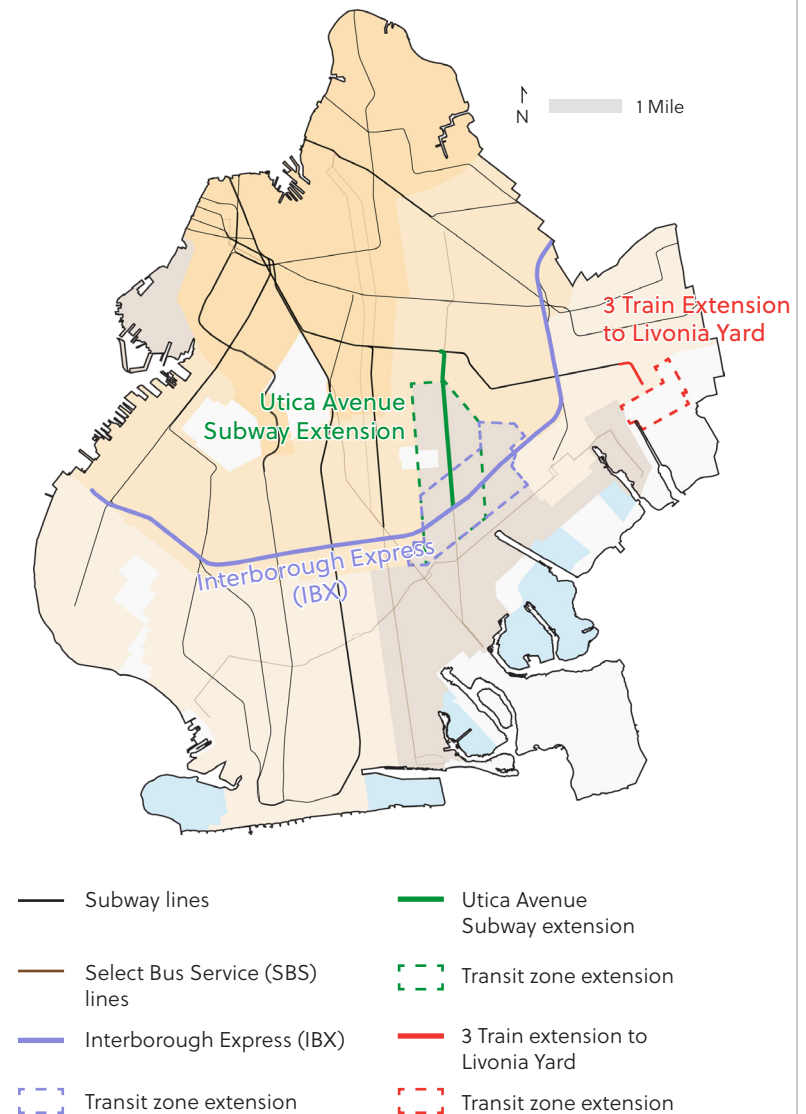 N
1 Mile
3 Train Extension
to Livonia Yard
Utica Avenue
Subway Extension
Interborough Express
(IBX)
Subway lines
Select Bus Service (SBS)
lines
Interborough Express (IBX)
Transit zone extension
Utica Avenue
Subway extension
Transit zone extension
3 Train extension to
Livonia Yard
Transit zone extension